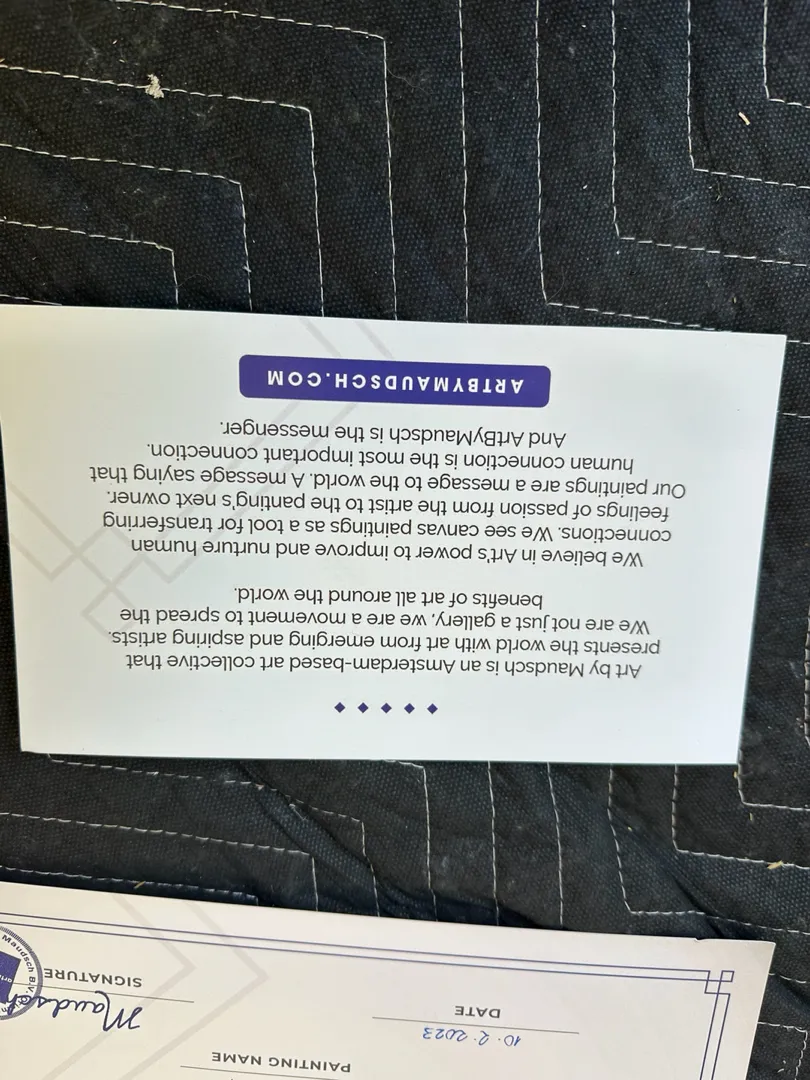 Art by Maudsch is an Amsterdam-based art collective that
presents the world with art from emerging and aspiring artists.
We are not just a gallery, we are a movement to spread the
benefits of art all around the world.
We believe in Art's power to improve and nurture human
connections. We see canvas paintings as a tool for transferring
feelings of passion from the artist to the panting's next owner.
Our paintings are a message to the world. A message saying that
human connection is the most important connection.
And ArtByMaudsch is the messenger.
ARTBYMAUDSCH.COM
PAINTING NAME
10.2.2023
DATE
Maudsch
SIGNATURE
Maudsch B.V.